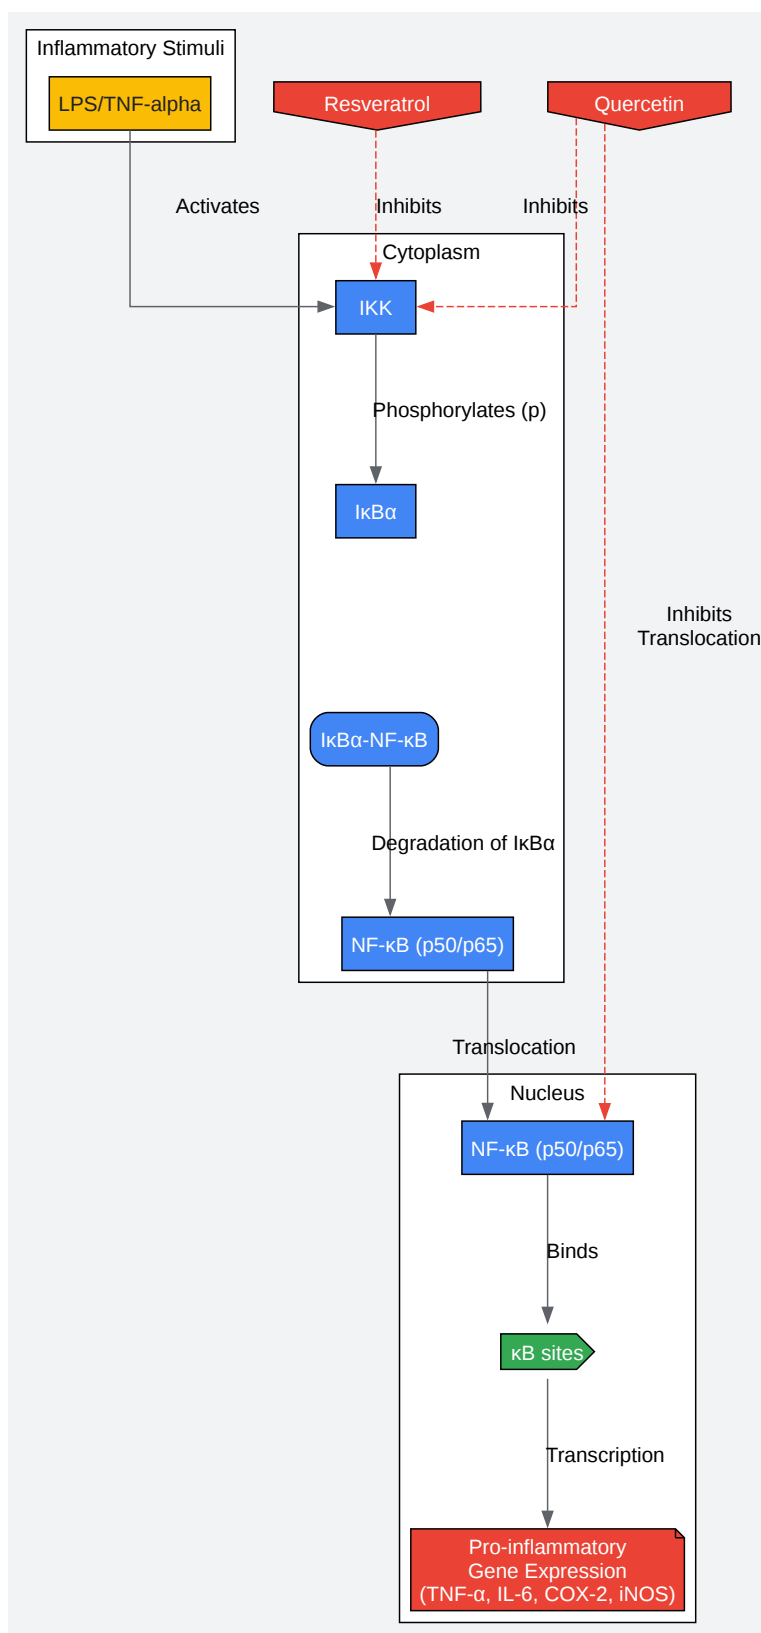 Inflammatory Stimuli
LPS/TNF-alpha
Resveratrol
Quercetin
Activates
Inhibits
Inhibits
Cytoplasm
IKK
Phosphorylates (p)
IκBα
Inhibits
Translocation
IκBα-NF-κB
Degradation of IκBα
NF-κB (p50/p65)
Translocation
Nucleus
NF-κB (p50/p65)
Binds
κB sites
Transcription
Pro-inflammatory
Gene Expression
(TNF-α, IL-6, COX-2, iNOS)